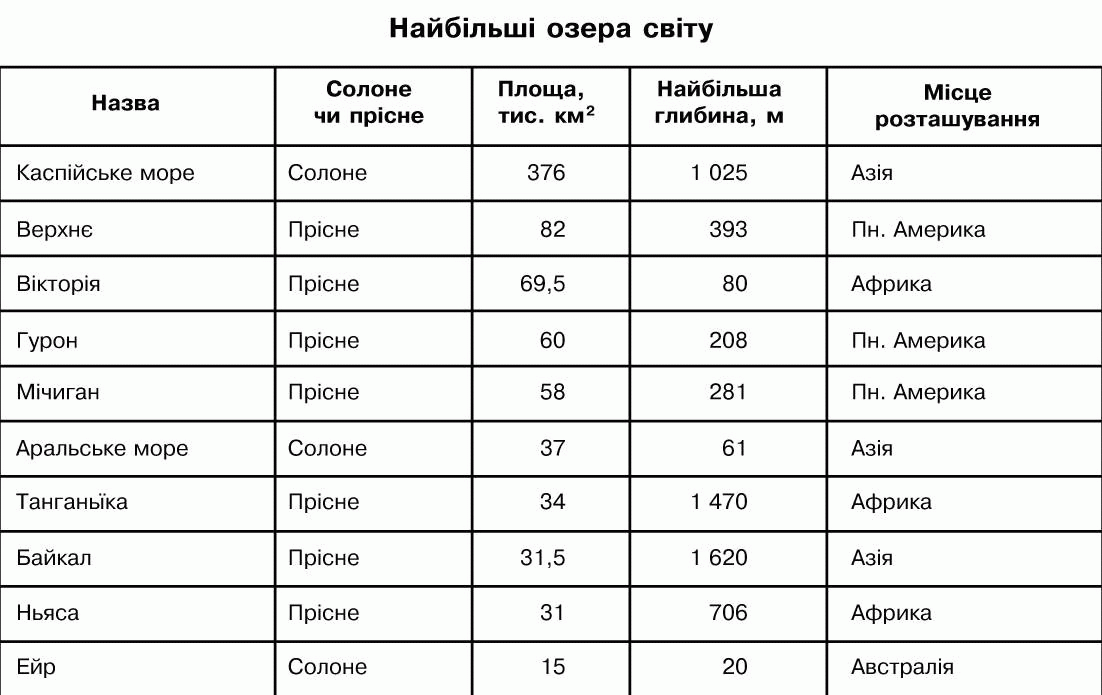 Найбільші озера світу
Назва
Солоне
чи прісне
Площа,
тис. км²
Найбільша
глибина, м
Місце
розташування
Каспійське море Солоне 376 1 025 Азія
Верхнє Прісне 82 393 Пн. Америка
Вікторія Прісне 69,5 80 Африка
Гурон Прісне 60 208 Пн. Америка
Мічиган Прісне 58 281 Пн. Америка
Аральське море Солоне 37 61 Азія
Танганьїка Прісне 34 1 470 Африка
Байкал Прісне 31,5 1 620 Азія
Ньяса Прісне 31 706 Африка
Ейр Солоне 15 20 Австралія